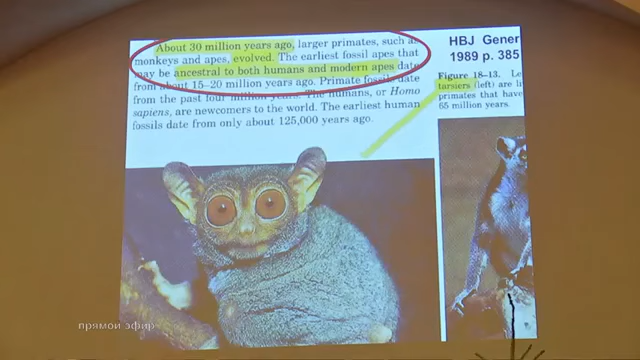 About 30 million years ago, larger primates, such as
monkeys and apes, evolved. The earliest fossil apes that
may be ancestral to both humans and modern apes date
from about 15–20 million years ago. Primate fossils date
from the past four million years. The humans, or Homo
sapiens, are newcomers to the world. The earliest human
fossils date from only about 125,000 years ago.
HBJ Gener
1989 p. 385
Figure 18–13. Le
tarsiers (left) are li
primates that have
65 million years.
прямой эфир